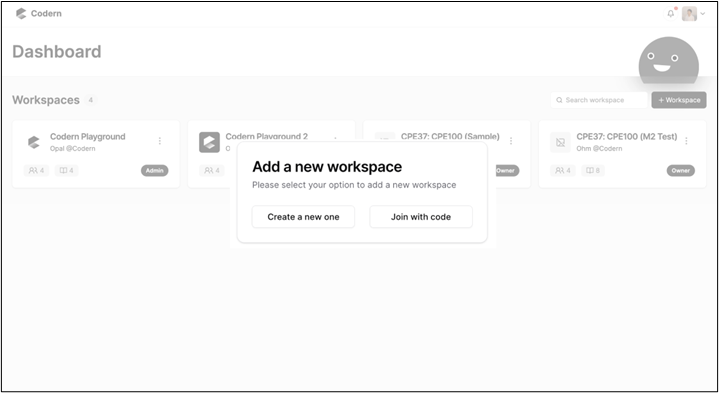 Codern
Dashboard
Workspaces 4
Search workspace
+ Workspace
Codern Playground
Opal @Codern
4 4
Admin
Codern Playground 2
4
CPE37: CPE100 (Sample)
Owner
CPE37: CPE100 (M2 Test)
Ohm @Codern
4 8
Owner
Add a new workspace
Please select your option to add a new workspace
Create a new one
Join with code